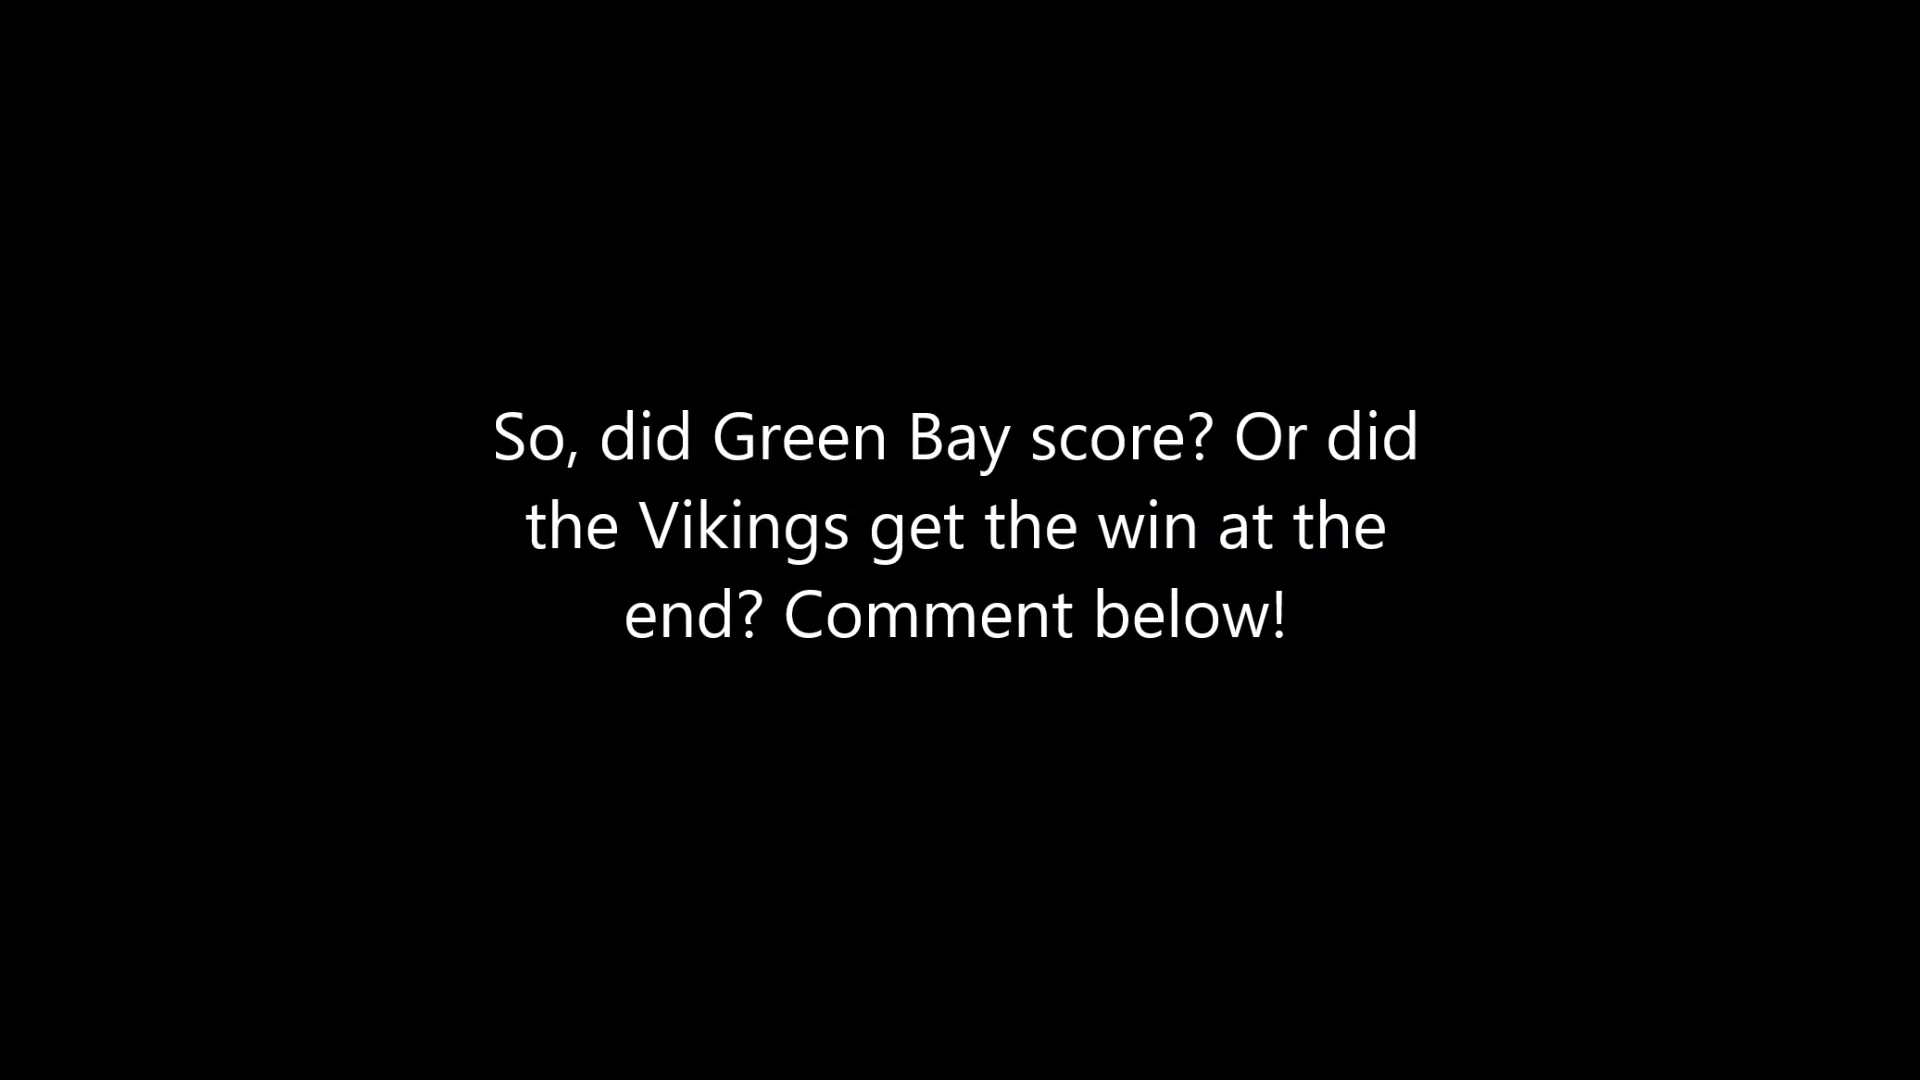 So, did Green Bay score? Or did
the Vikings get the win at the
end? Comment below!